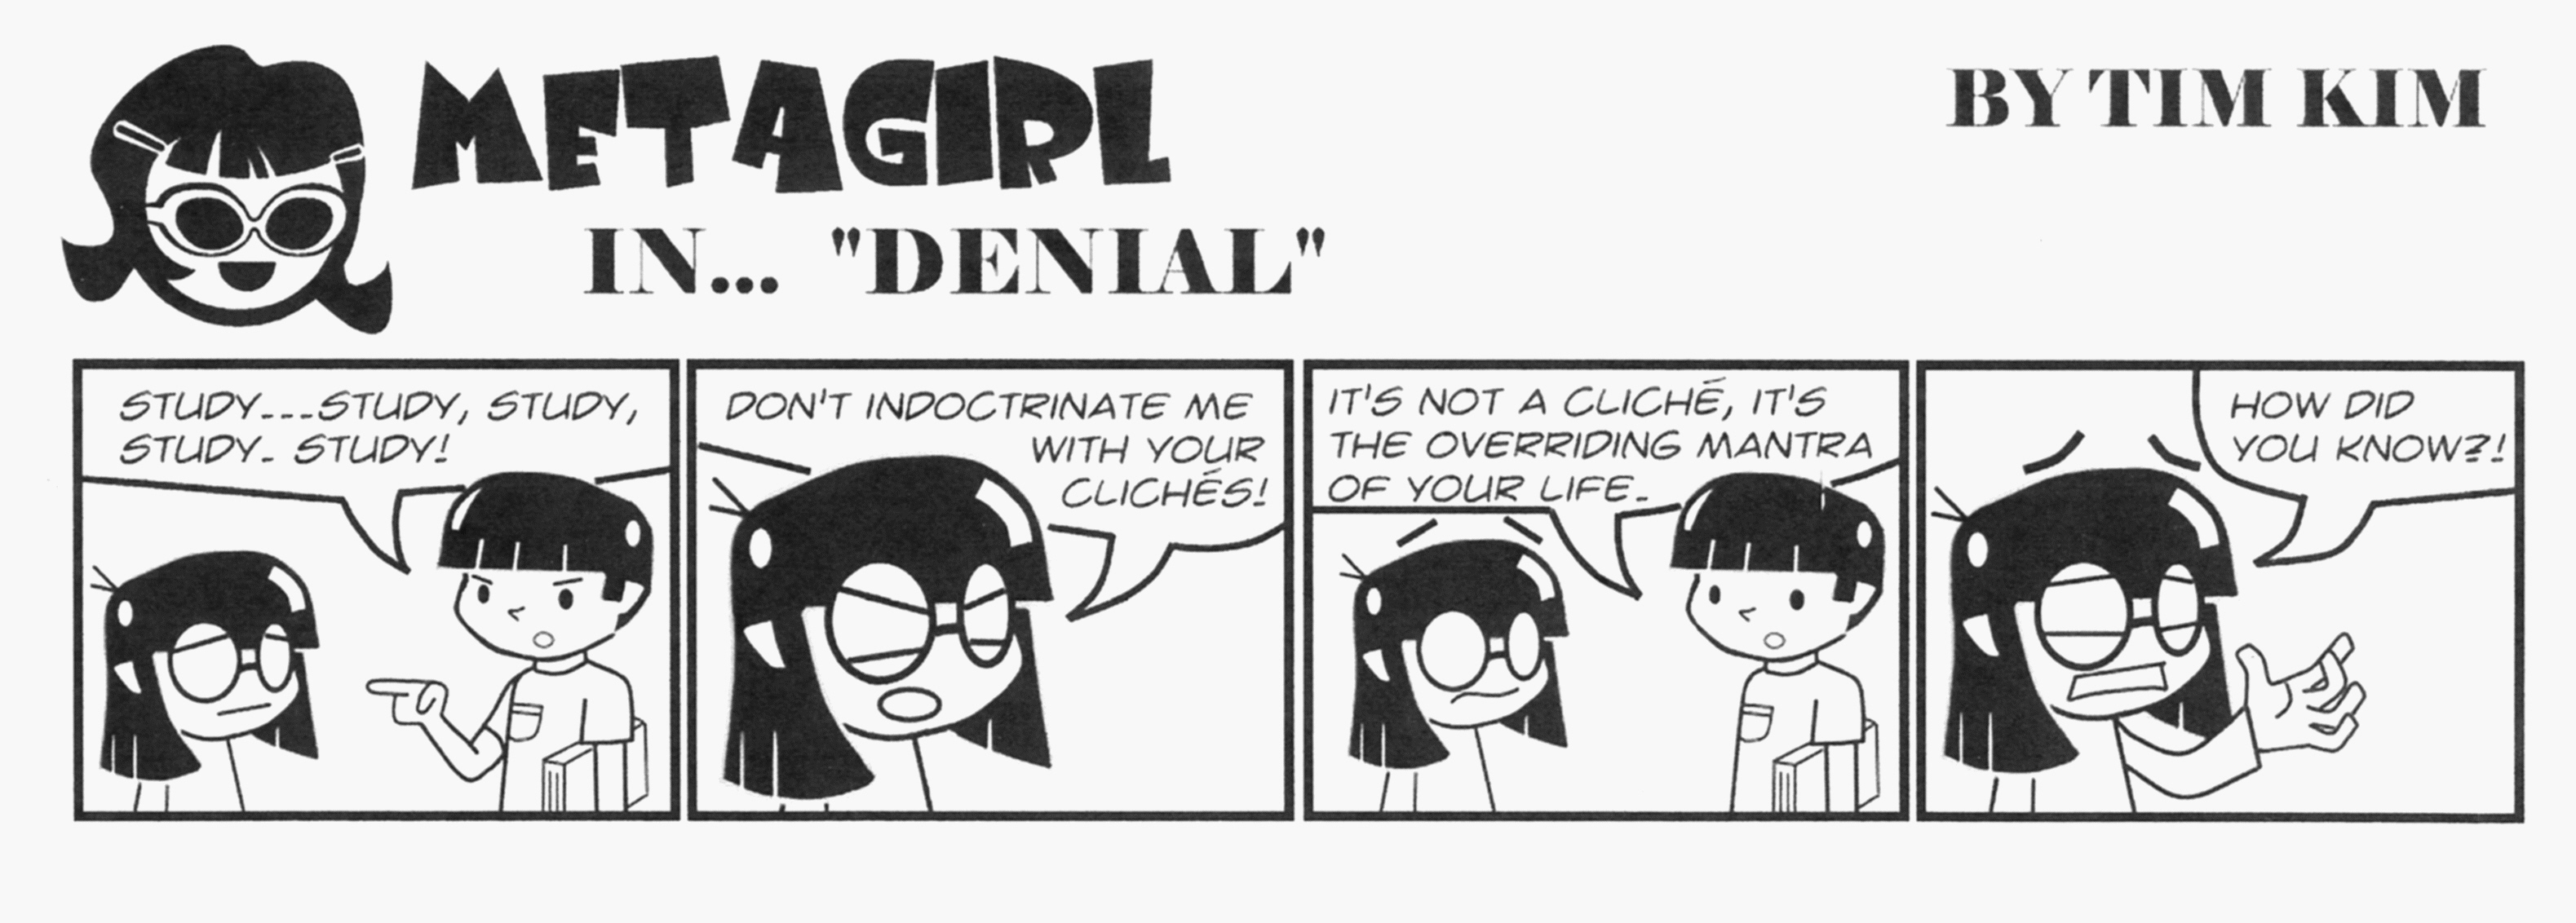 METAGIRL
BY TIM KIM
IN... "DENIAL"
STUDY...STUDY, STUDY,
STUDY. STUDY!
DON'T INDOCTRINATE ME
WITH YOUR
CLICHÉS!
IT'S NOT A CLICHÉ, IT'S
THE OVERRIDING MANTRA
OF YOUR LIFE.
HOW DID
YOU KNOW?!